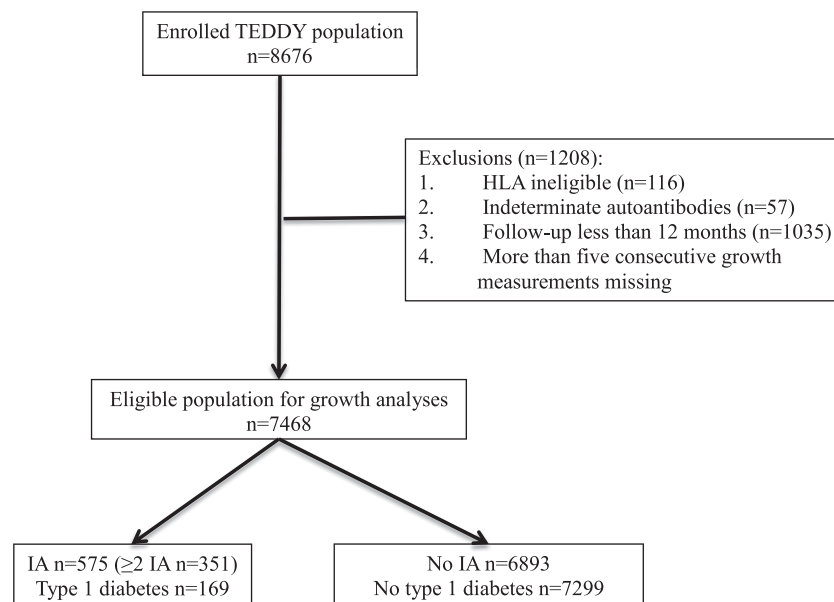 Enrolled TEDDY population
n=8676
Exclusions (n=1208):
1. HLA ineligible (n=116)
2. Indeterminate autoantibodies (n=57)
3. Follow-up less than 12 months (n=1035)
4. More than five consecutive growth
measurements missing
Eligible population for growth analyses
n=7468
IA n=575 (≥2 IA n=351)
Type 1 diabetes n=169
No IA n=6893
No type 1 diabetes n=7299